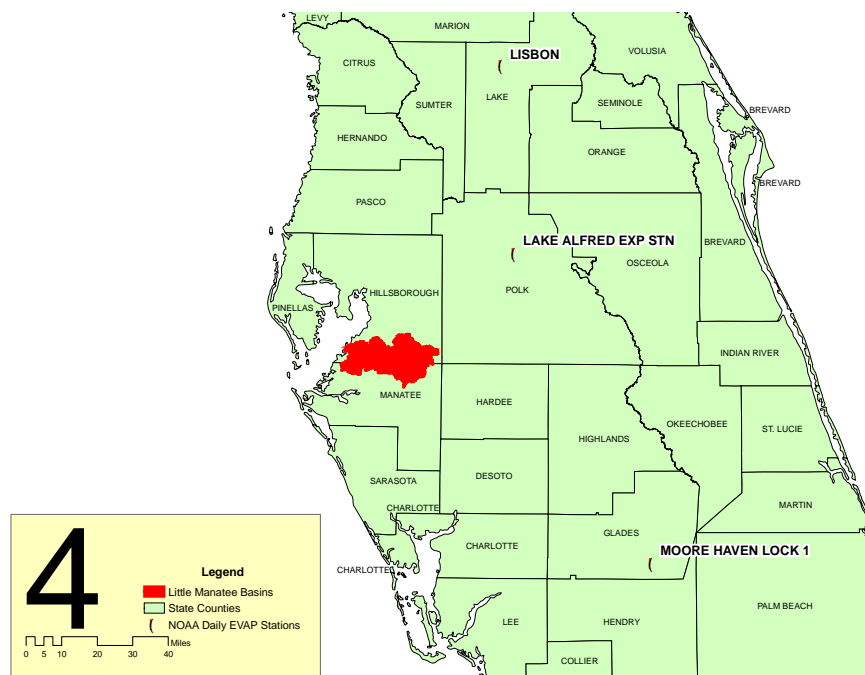 LEVY
MARION
LISBON
VOLUSIA
CITRUS
LAKE
SUMTER
SEMINOLE
BREVARD
HERNANDO
ORANGE
BREVARD
PASCO
LAKE ALFRED EXP STN
BREVARD
OSCEOLA
POLK
HILLSBOROUGH
PINELLAS
INDIAN RIVER
MANATEE
HARDEE
OKEECHOBEE
ST. LUCIE
HIGHLANDS
DESOTO
SARASOTA
CHARLOTTE
MARTIN
GLADES
CHARLOTTE
MOORE HAVEN LOCK 1
CHARLOTTE
PALM BEACH
LEE
HENDRY
COLLIER
4
Legend
Little Manatee Basins
State Counties
NOAA Daily EVAP Stations
Miles
0 5 10 20 30 40